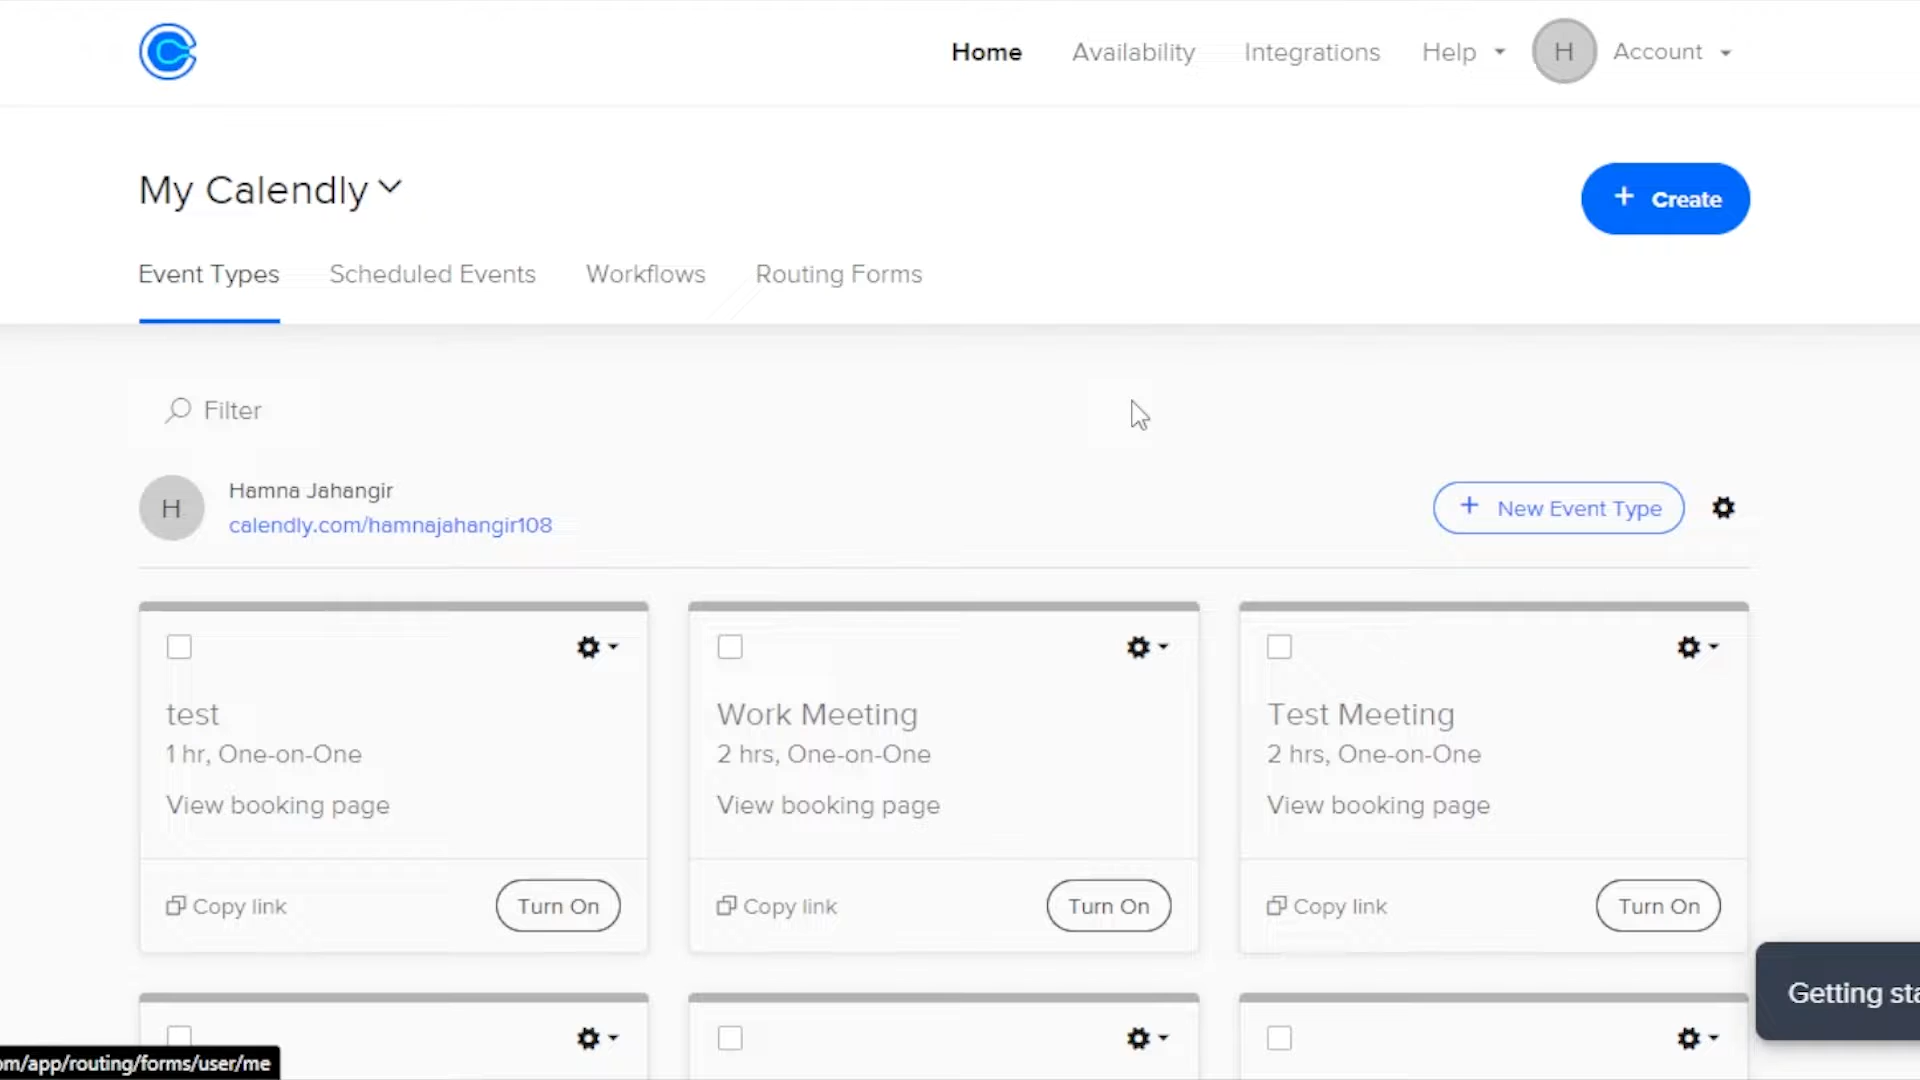 Home Availability Integrations Help H Account
My Calendly
+ Create
Event Types Scheduled Events Workflows Routing Forms
Filter
H
Hamna Jahangir
calendly.com/hamnajahangir108
+ New Event Type
test
1 hr, One-on-One
View booking page
Copy link
Turn On
Work Meeting
2 hrs, One-on-One
View booking page
Copy link
Turn On
Test Meeting
2 hrs, One-on-One
View booking page
Copy link
Turn On
Getting sta
om/app/routing/forms/user/me